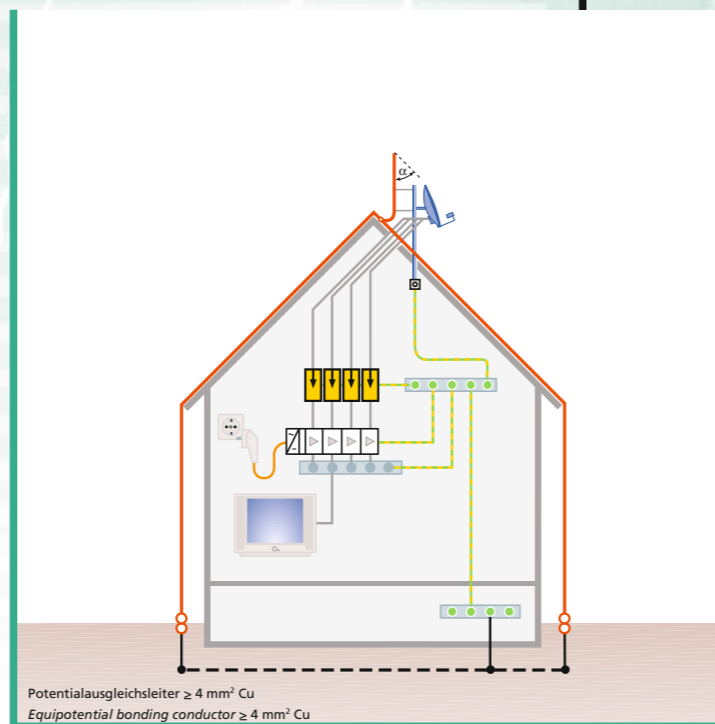 α
Potentialausgleichsleiter ≥ 4 mm² Cu
Equipotential bonding conductor ≥ 4 mm² Cu